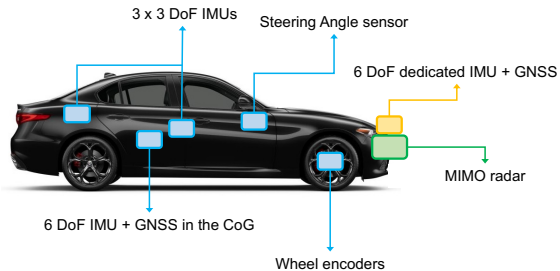 3 x 3 DoF IMUs
Steering Angle sensor
6 DoF dedicated IMU + GNSS
MIMO radar
6 DoF IMU + GNSS in the CoG
Wheel encoders